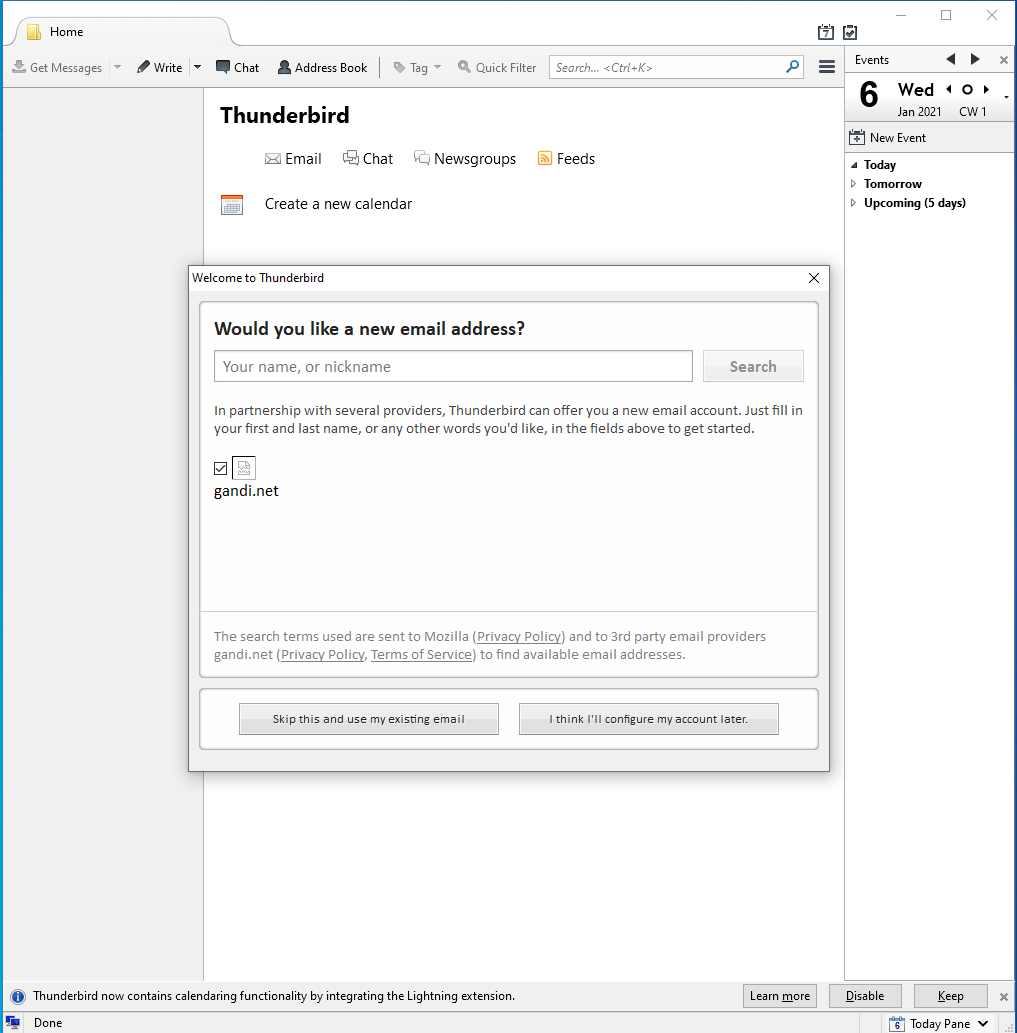 Home
7
Get Messages
Write
Chat
Address Book
Tag
Quick Filter
Search... <Ctrl+K>
Events
6
Wed
Jan 2021
CW 1
New Event
Today
Tomorrow
Upcoming (5 days)
Thunderbird
Email
Chat
Newsgroups
Feeds
Create a new calendar
Welcome to Thunderbird
Would you like a new email address?
Your name, or nickname
Search
In partnership with several providers, Thunderbird can offer you a new email account. Just fill in
your first and last name, or any other words you'd like, in the fields above to get started.
gandi.net
The search terms used are sent to Mozilla (Privacy Policy) and to 3rd party email providers
gandi.net (Privacy Policy, Terms of Service) to find available email addresses.
Skip this and use my existing email
I think I'll configure my account later.
Thunderbird now contains calendaring functionality by integrating the Lightning extension.
Learn more
Disable
Keep
Done
6
Today Pane